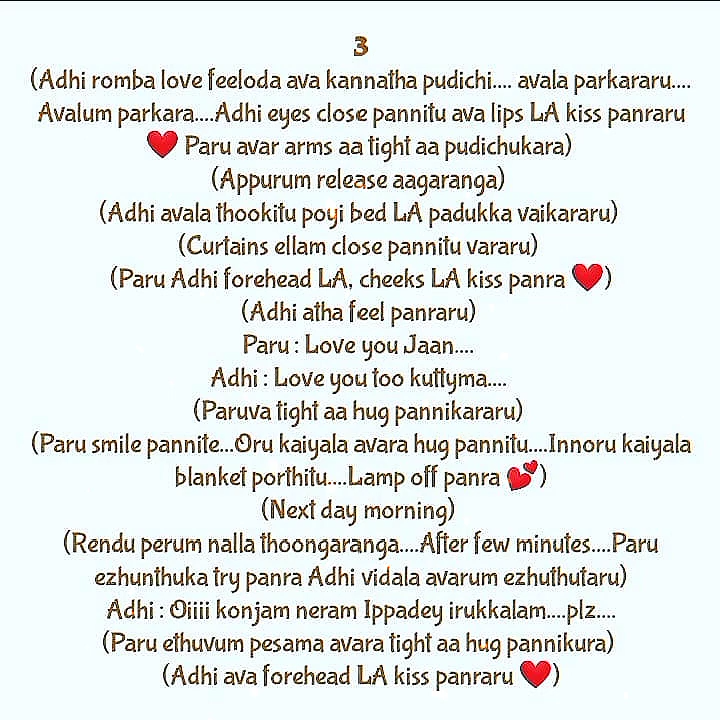 3
(Adhi romba love feeloda ava kannatha pudichi.... avala parkararu....
Avalum parkara....Adhi eyes close pannitu ava lips LA kiss panraru
❤️ Paru avar arms aa tight aa pudichukara)
(Appurum release aagaranga)
(Adhi avala thookitu poyi bed LA padukka vaikararu)
(Curtains ellam close pannitu vararu)
(Paru Adhi forehead LA, cheeks LA kiss panra ❤️)
(Adhi atha feel panraru)
Paru : Love you Jaan....
Adhi : Love you too kuttyma....
(Paruva tight aa hug pannikararu)
(Paru smile pannite...Oru kaiyala avara hug pannitu....Innoru kaiyala
blanket porthitu....Lamp off panra 💕)
(Next day morning)
(Rendu perum nalla thoongaranga....After few minutes....Paru
ezhunthuka try panra Adhi vidala avarum ezhuthutaru)
Adhi : Oiiii konjam neram Ippadey irukkalam....plz....
(Paru ethuvum pesama avara tight aa hug pannikura)
(Adhi ava forehead LA kiss panraru ❤️)